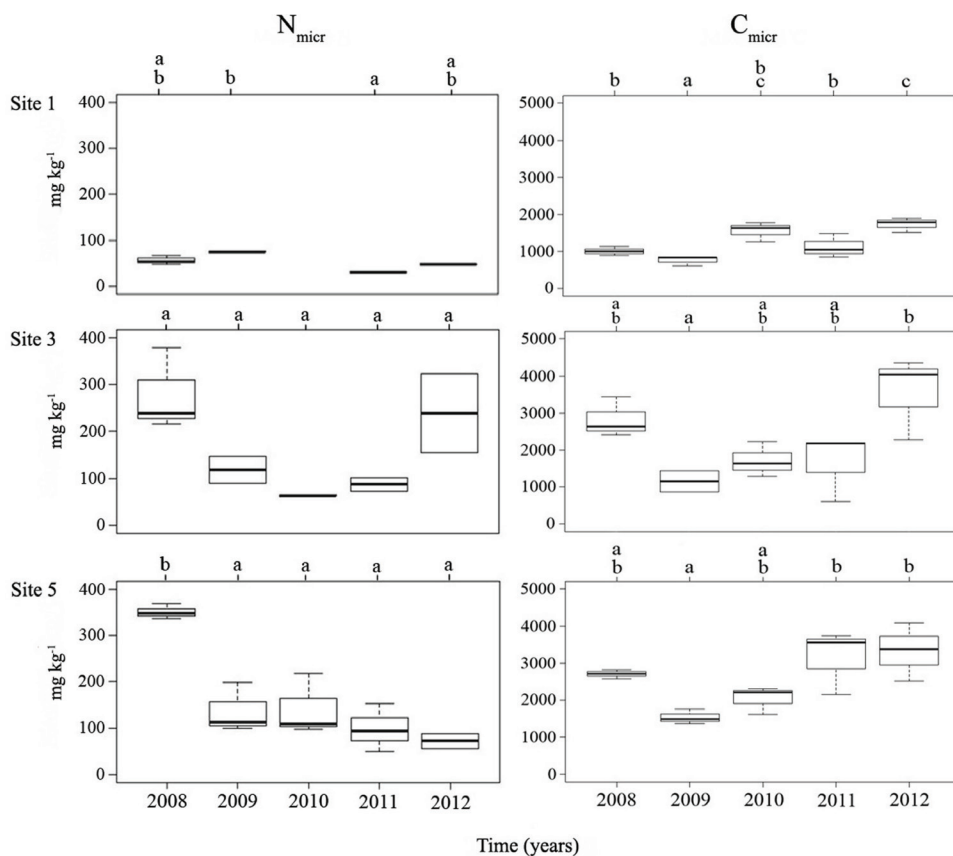 N_micr C_micr
a a b
b b a b b a c b c
Site 1
400
300
200
100
0
mg kg⁻¹
5000
4000
3000
2000
1000
0
a a a
a a a a a b a b b b
Site 3
400
300
200
100
0
mg kg⁻¹
5000
4000
3000
2000
1000
0
a a
b a a a a b a b b b
Site 5
400
300
200
100
0
mg kg⁻¹
5000
4000
3000
2000
1000
0
2008 2009 2010 2011 2012 2008 2009 2010 2011 2012
Time (years)